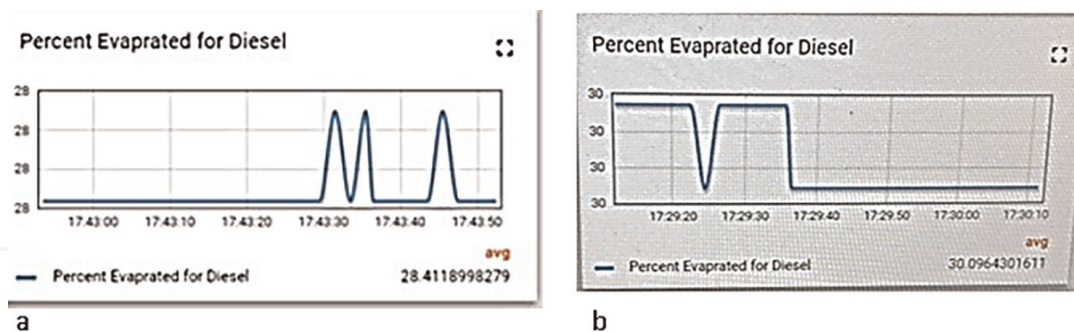 Percent Evaprated for Diesel
28
28
28
28
17:43:00 17:43:10 17:43:20 17:43:30 17:43:40 17:43:50
avg
Percent Evaprated for Diesel 28.4118998279
a
Percent Evaprated for Diesel
30
30
30
30
17:29:20 17:29:30 17:29:40 17:29:50 17:30:00 17:30:10
avg
Percent Evaprated for Diesel 30.0964301611
b